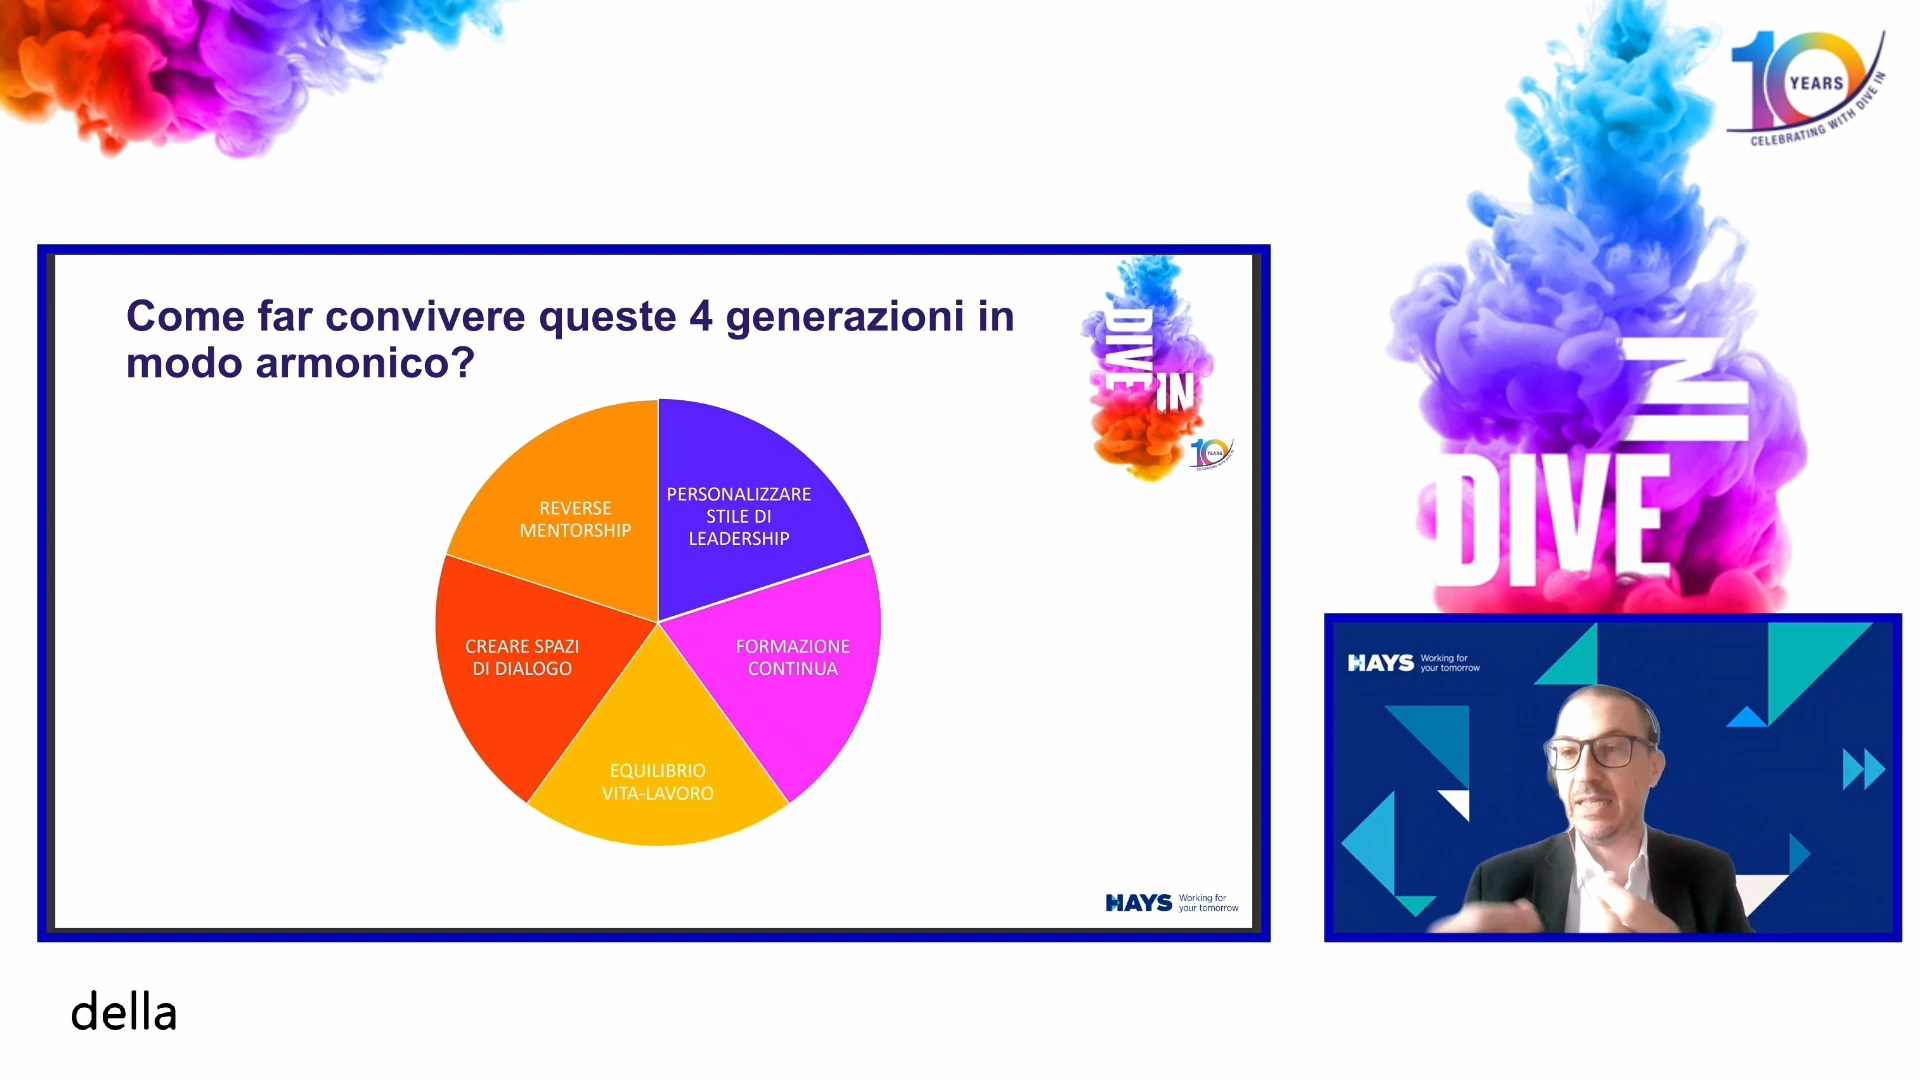 10 YEARS
CELEBRATING WITH DIVE IN
Come far convivere queste 4 generazioni in
modo armonico?
DIVE
IN
10 YEARS
REVERSE
MENTORSHIP
PERSONALIZZARE
STILE DI
LEADERSHIP
CREARE SPAZI
DI DIALOGO
FORMAZIONE
CONTINUA
EQUILIBRIO
VITA-LAVORO
HAYS Working for
your tomorrow
IN
DIVE
HAYS Working for
your tomorrow
della